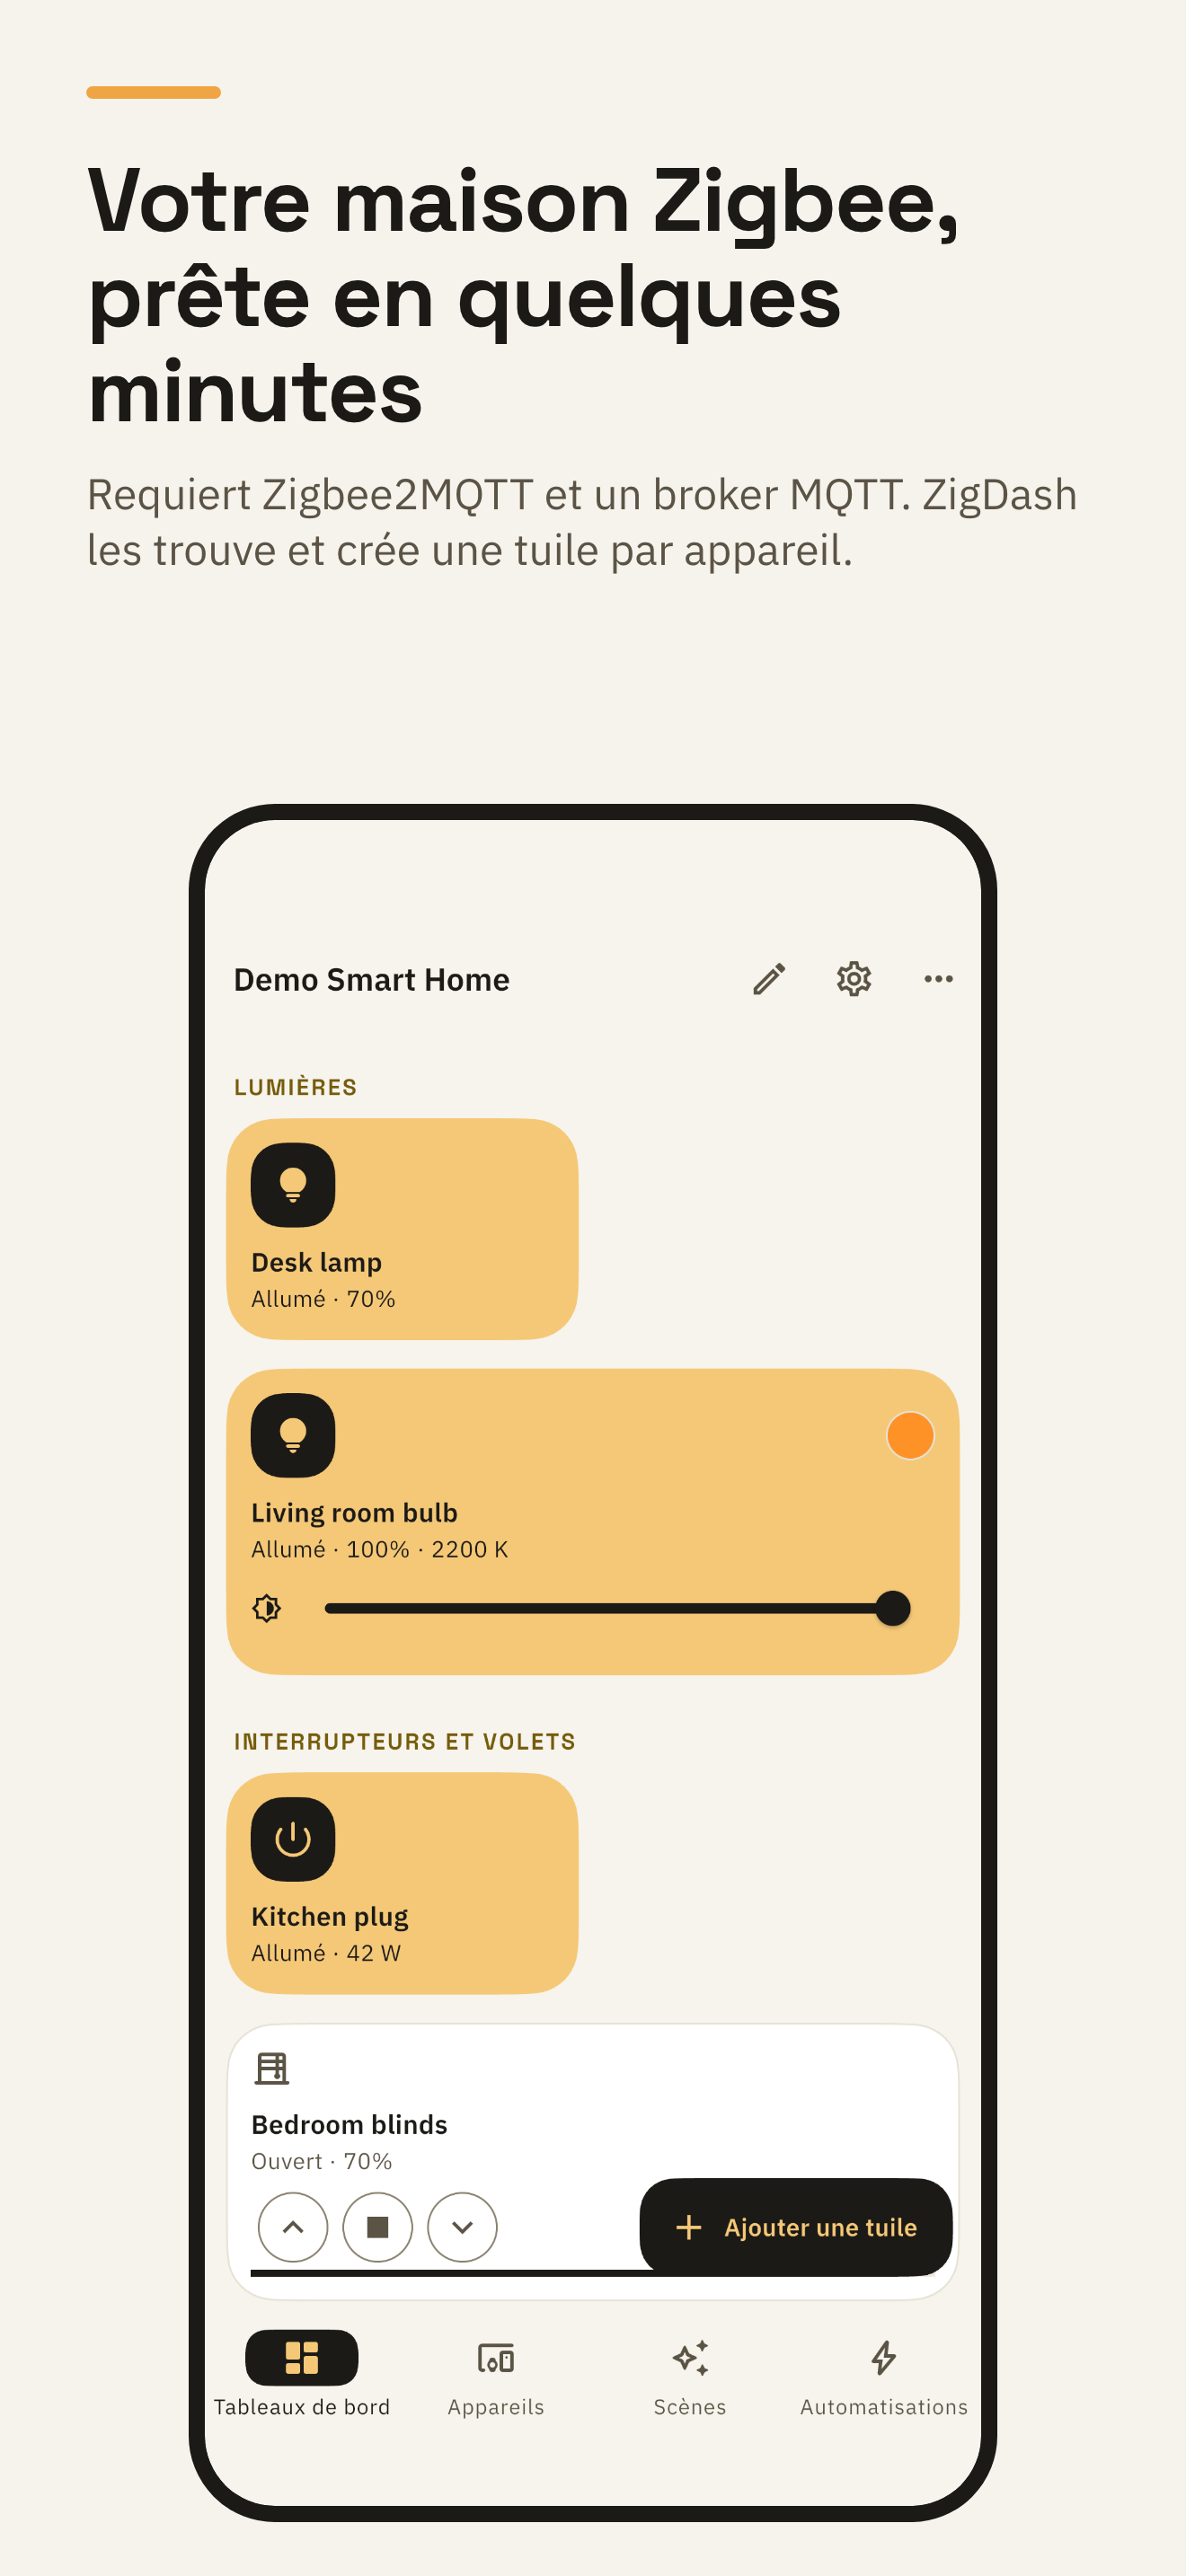 Votre maison Zigbee,
prête en quelques
minutes
Requiert Zigbee2MQTT et un broker MQTT. ZigDash
les trouve et crée une tuile par appareil.
Demo Smart Home
LUMIÈRES
Desk lamp
Allumé · 70%
Living room bulb
Allumé · 100% · 2200 K
INTERRUPTEURS ET VOLETS
Kitchen plug
Allumé · 42 W
Bedroom blinds
Ouvert · 70%
Ajouter une tuile
Tableaux de bord
Appareils
Scènes
Automatisations